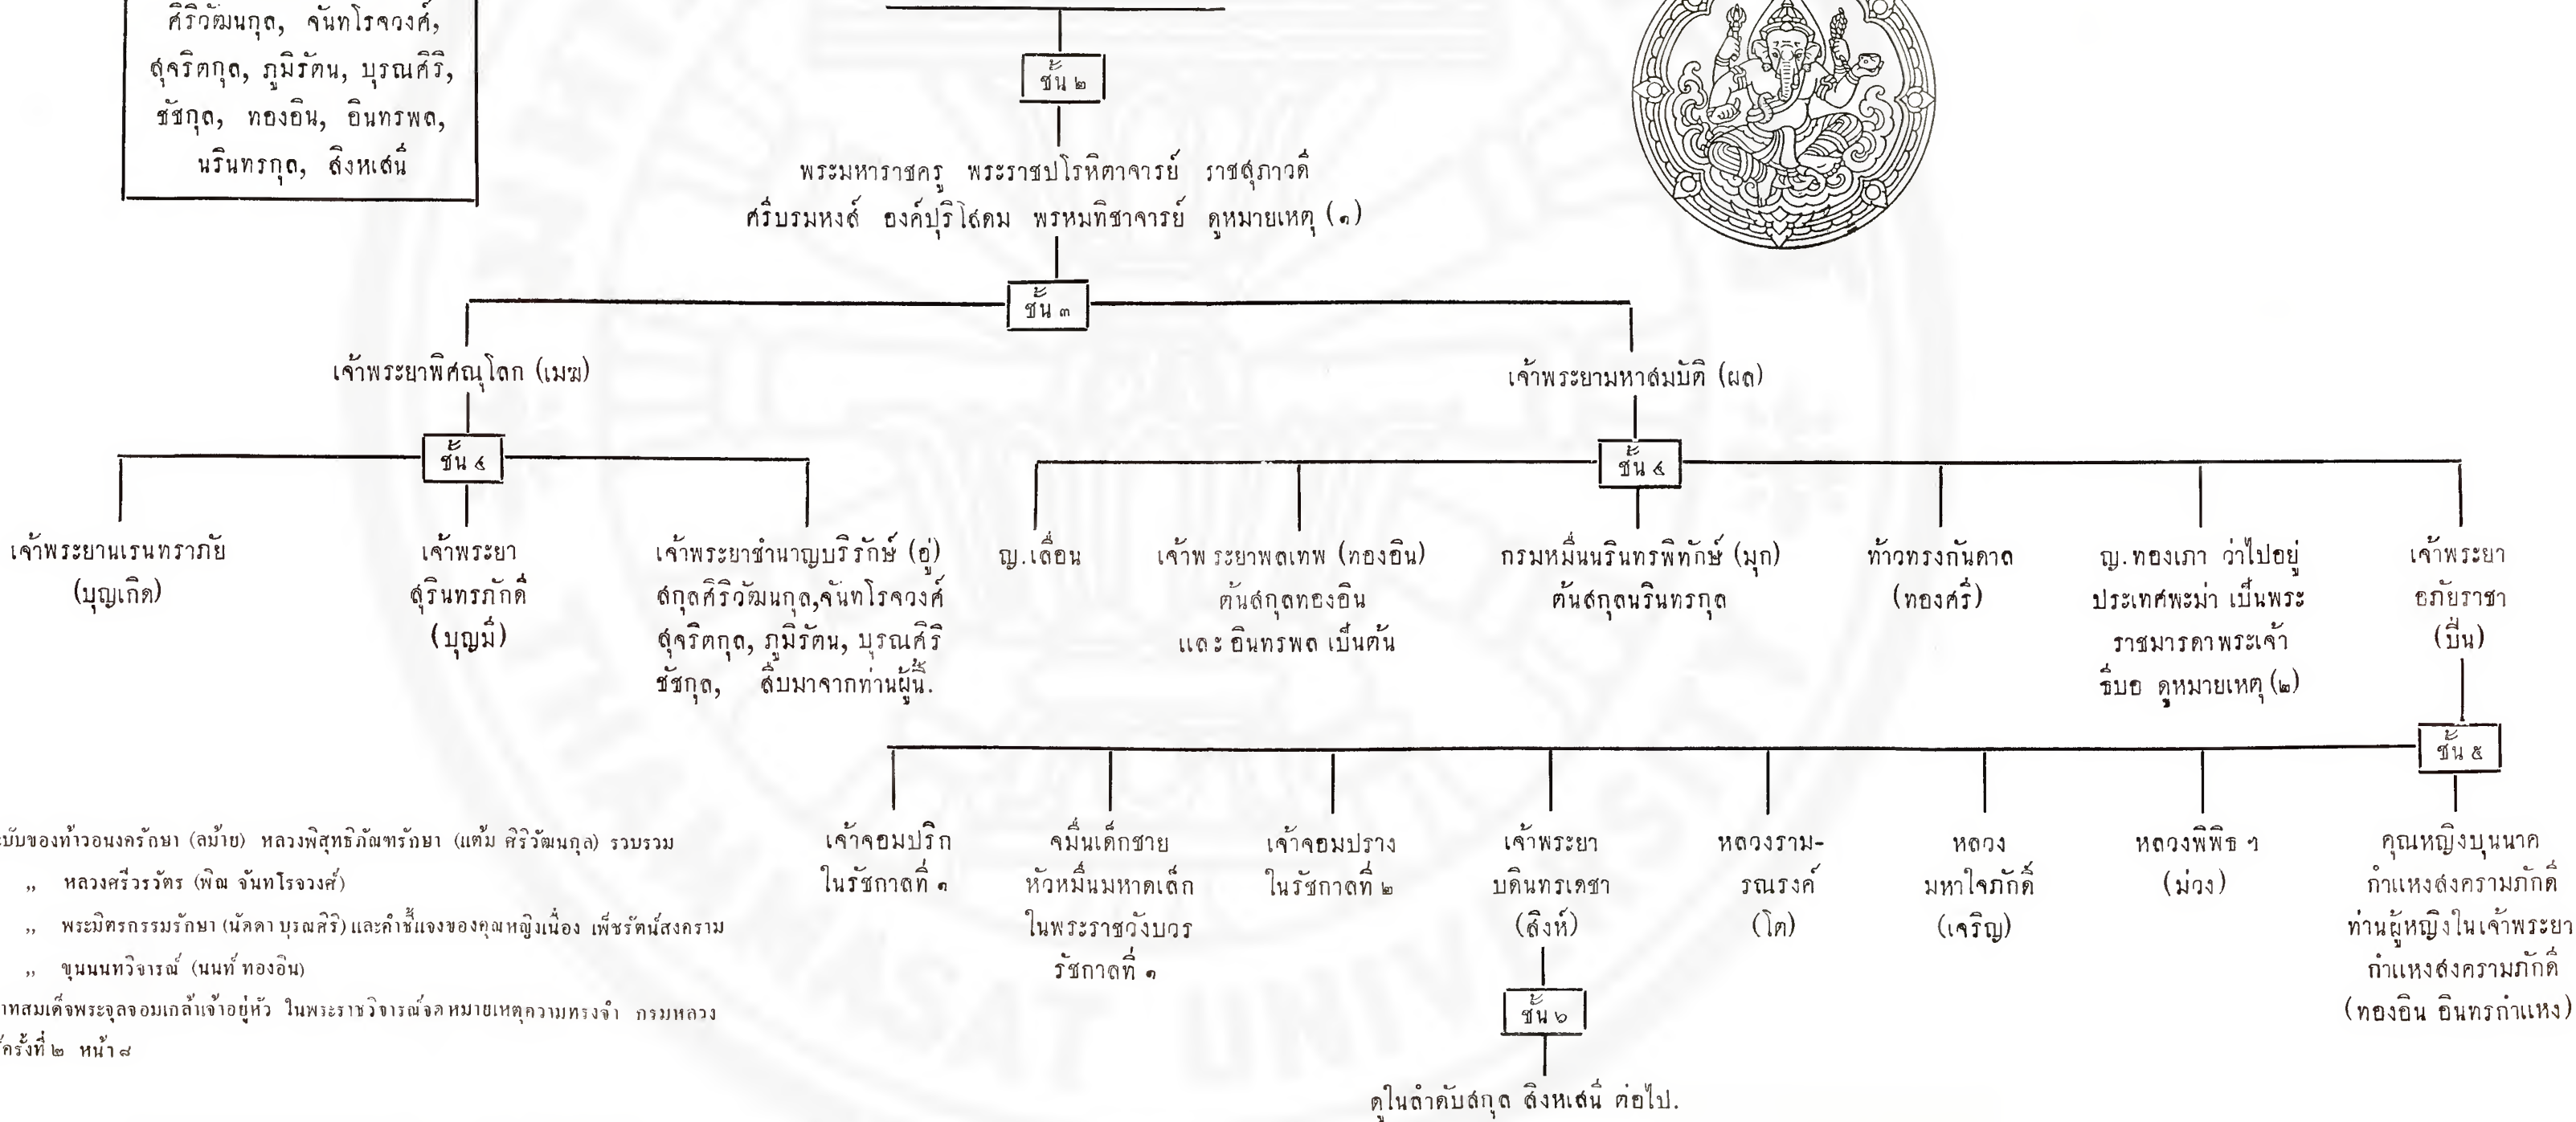 ศิริวัฒนกุล, จันทโรจวงศ์,
สุจริตกุล, ภูมิรัตน, บุรณศิริ,
ชัชกุล, ทองอิน, อินทรพล,
นรินทรกุล, สิงหเสนี
ชั้น ๒
พระมหาราชครู พระราชปโรหิตาจารย์ ราชสุภาวดี
ศรีบรมหงส์ องค์ปุริโสดม พรหมทิชาจารย์ ดูหมายเหตุ (๑)
ชั้น ๓
เจ้าพระยาพิศณุโลก (เมฆ)
เจ้าพระยามหาสมบัติ (ผล)
ชั้น ๔
ชั้น ๔
เจ้าพระยานเรนทราภัย
(บุญเกิด)
เจ้าพระยา
สุรินทรภักดี
(บุญมี)
เจ้าพระยาชำนาญบริรักษ์ (อู่)
สกุลศิริวัฒนกุล,จันทโรจวงศ์
สุจริตกุล, ภูมิรัตน, บุรณศิริ
ชัชกุล, สืบมาจากท่านผู้นี้.
ญ.เลื่อน
เจ้าพระยาพลเทพ (ทองอิน)
ต้นสกุลทองอิน
และ อินทรพล เป็นต้น
กรมหมื่นนรินทรพิทักษ์ (มุก)
ต้นสกุลนรินทรกุล
ท้าวทรงกันดาล
(ทองศรี)
ญ.ทองเภา ว่าไปอยู่
ประเทศพะม่า เป็นพระ
ราชมารดาพระเจ้า
ธิบอ ดูหมายเหตุ (๒)
เจ้าพระยา
อภัยราชา
(ปิ่น)
ชั้น ๕
เจ้าจอมปริก
ในรัชกาลที่ ๑
จมื่นเด็กชาย
หัวหมื่นมหาดเล็ก
ในพระราชวังบวร
รัชกาลที่ ๑
เจ้าจอมปราง
ในรัชกาลที่ ๒
เจ้าพระยา
บดินทรเดชา
(สิงห์)
หลวงราม-
รณรงค์
(โต)
หลวง
มหาใจภักดิ์
(เจริญ)
หลวงพิพิธ ฯ
(ม่วง)
คุณหญิงบุนนาค
กำแหงสงครามภักดี
ท่านผู้หญิงในเจ้าพระยา
กำแหงสงครามภักดี
(ทองอิน อินทรกำแหง)
ชั้น ๖
ดูในลำดับสกุล สิงหเสนี ต่อไป.
บับของท้าวอนงครักษา (ลม้าย) หลวงพิสุทธิภัณฑรักษา (แต้ม ศิริวัฒนกุล) รวบรวม
„ หลวงศรีวรวัตร (พิณ จันทโรจวงศ์)
„ พระมิตรกรรมรักษา (นัดดา บุรณศิริ) และคำชี้แจงของคุณหญิงเนื่อง เพ็ชรัตน์สงคราม
„ ขุนนนทวิจารณ์ (นนท์ ทองอิน)
าทสมเด็จพระจุลจอมเกล้าเจ้าอยู่หัว ในพระราชวิจารณ์จดหมายเหตุความทรงจำ กรมหลวง
ครั้งที่ ๒ หน้า ๘
THAMMASAT UNIVERSITY